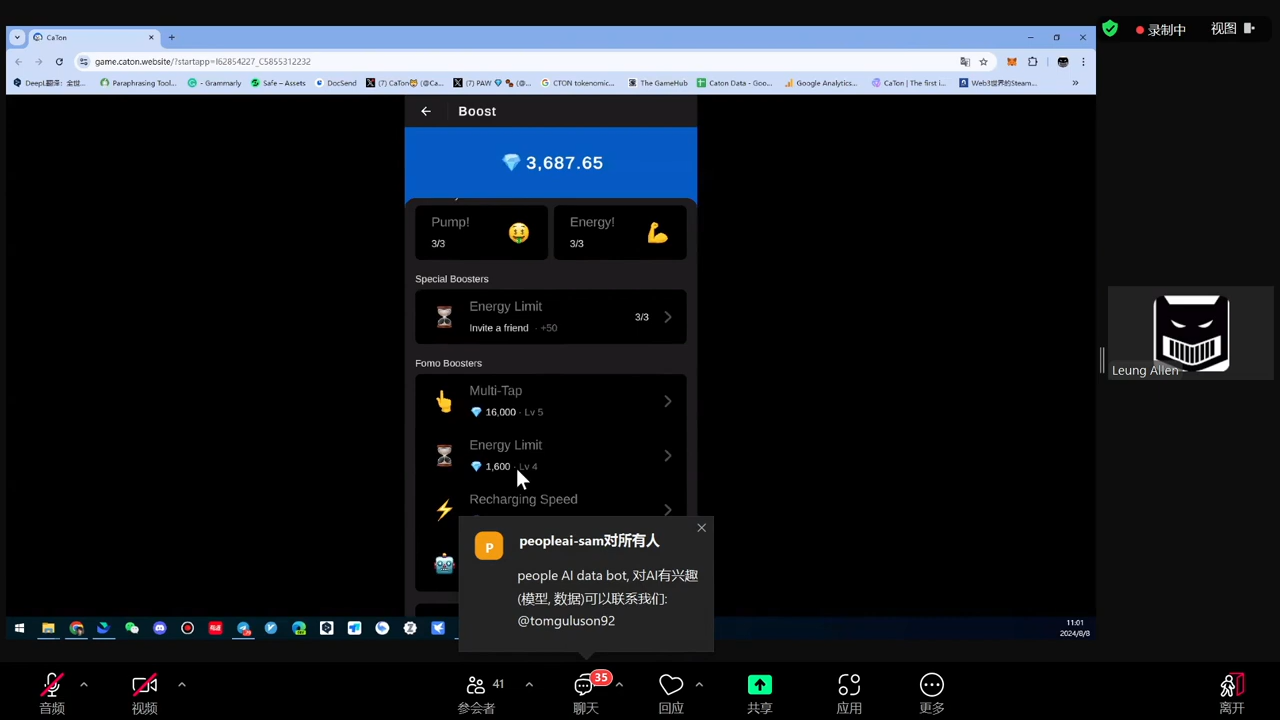 CaTon
录制中
视图
game.caton.website/?startapp=I62854227_C5855312232
DeepL翻译: 全世...
Paraphrasing Tool...
- Grammarly
Safe – Assets
DocSend
(7) CaTon🐱 (@Ca...
(7) PAW 💎 🐾 (@...
CTON tokenomic...
The GameHub
Caton Data - Goo...
Google Analytics...
CaTon | The first i...
Web3世界的Steam...
Boost
3,687.65
Pump!
3/3
Energy!
3/3
Special Boosters
Energy Limit
Invite a friend · +50
3/3
Fomo Boosters
Multi-Tap
16,000 · Lv 5
Energy Limit
1,600 · Lv 4
Recharging Speed
peopleai-sam对所有人
people AI data bot, 对AI有兴趣
(模型, 数据)可以联系我们:
@tomguluson92
Leung Allen
11:01
2024/8/8
音频
视频
41
参会者
35
聊天
回应
共享
应用
更多
离开